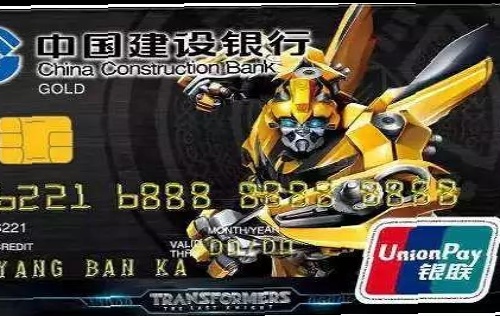 中国建设银行
China Construction Bank
GOLD
6221 6888 8888 8888
6221
MONTH/YEAR
CREDIT VALID THRU 00/00
YANG BAN KA
UnionPay
银联
TRANSFORMERS
THE LAST KNIGHT